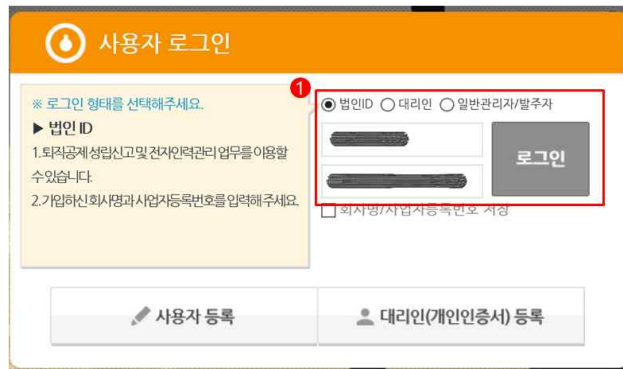 사용자 로그인
※ 로그인 형태를 선택해주세요.
▶ 법인 ID
1.퇴직공제 성립신고 및 전자인력관리 업무를 이용할
수 있습니다.
2.가입하신 회사명과 사업자등록번호를 입력해 주세요.
1
법인ID 대리인 일반관리자/발주자
로그인
회사명/사업자등록번호 저장
사용자 등록
대리인(개인인증서) 등록